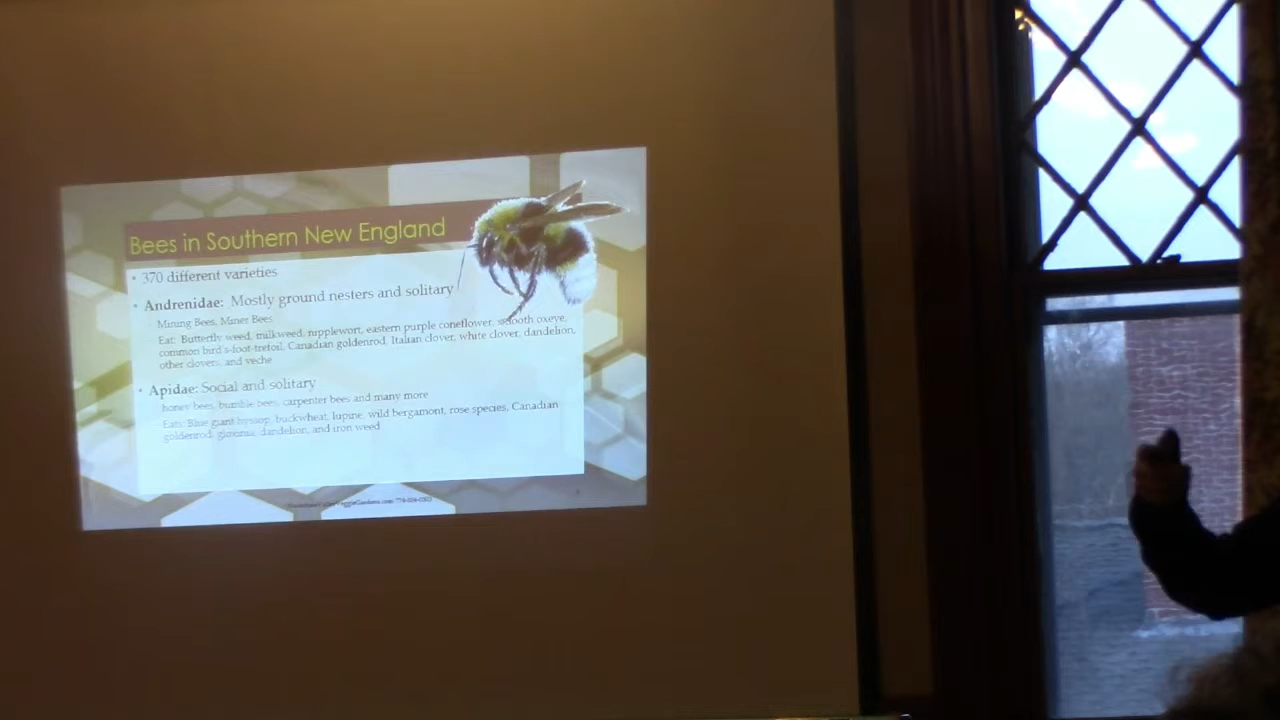 Bees in Southern New England
• 370 different varieties
• Andrenidae: Mostly ground nesters and solitary
Mining Bees, Miner Bees
Eat: Butterfly weed, milkweed, nipplewort, eastern purple coneflower, smooth oxeye,
common bird's-foot-trefoil, Canadian goldenrod, Italian clover, white clover, dandelion,
other clovers, and veche
• Apidae: Social and solitary
honey bees, bumble bees, carpenter bees and many more
Eats: Blue giant hyssop, buckwheat, lupine, wild bergamont, rose species, Canadian
goldenrod, gloxinia, dandelion, and iron weed